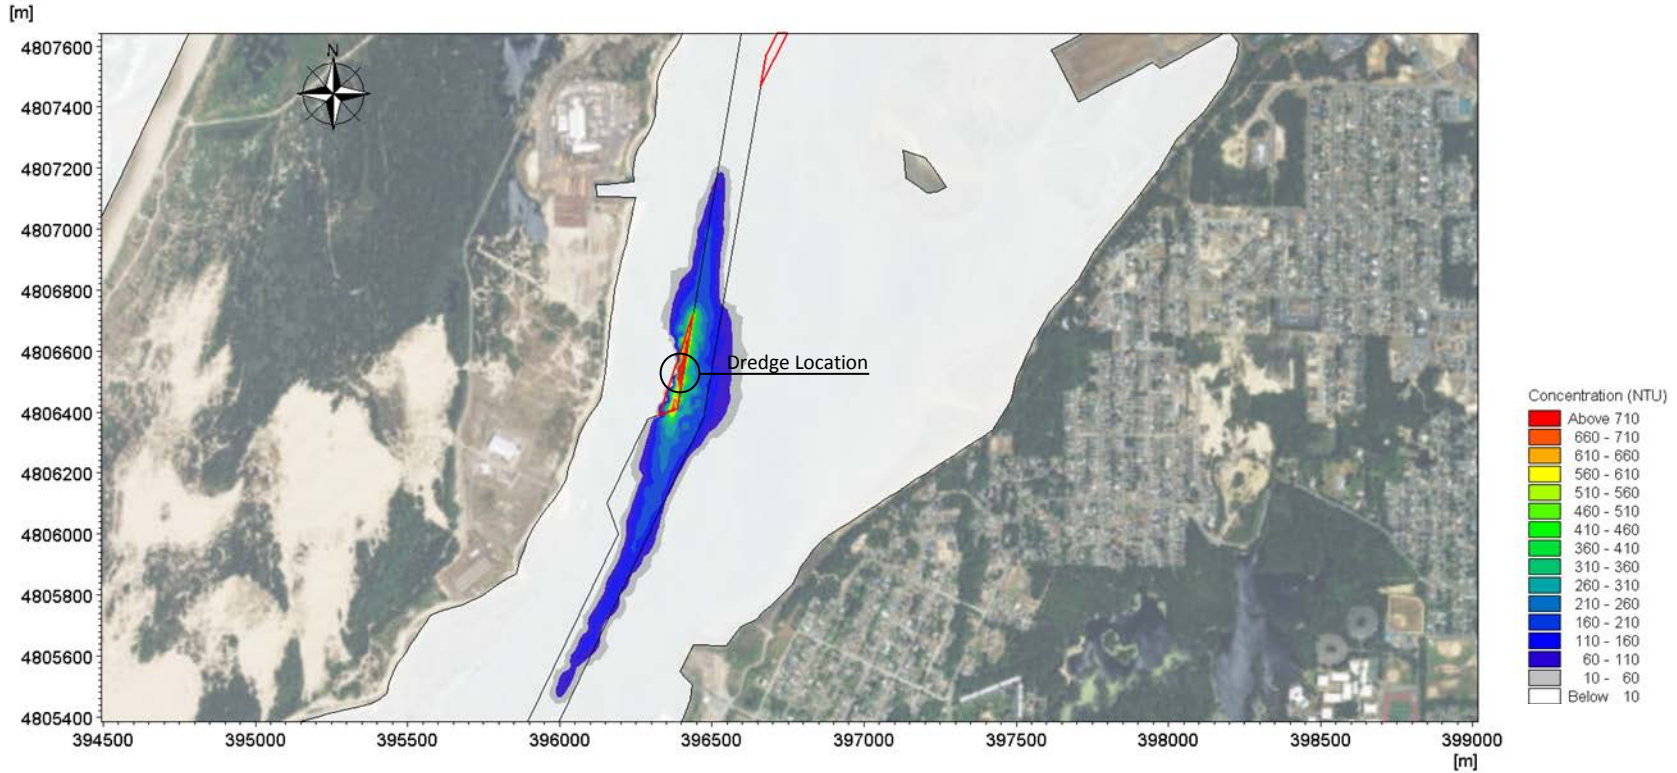 [m]
4807600
4807400
4807200
4807000
4806800
4806600
4806400
4806200
4806000
4805800
4805600
4805400
N
Dredge Location
394500 395000 395500 396000 396500 397000 397500 398000 398500 399000
[m]
Concentration (NTU)
Above 710
660 - 710
610 - 660
560 - 610
510 - 560
460 - 510
410 - 460
360 - 410
310 - 360
260 - 310
210 - 260
160 - 210
110 - 160
60 - 110
10 - 60
Below 10